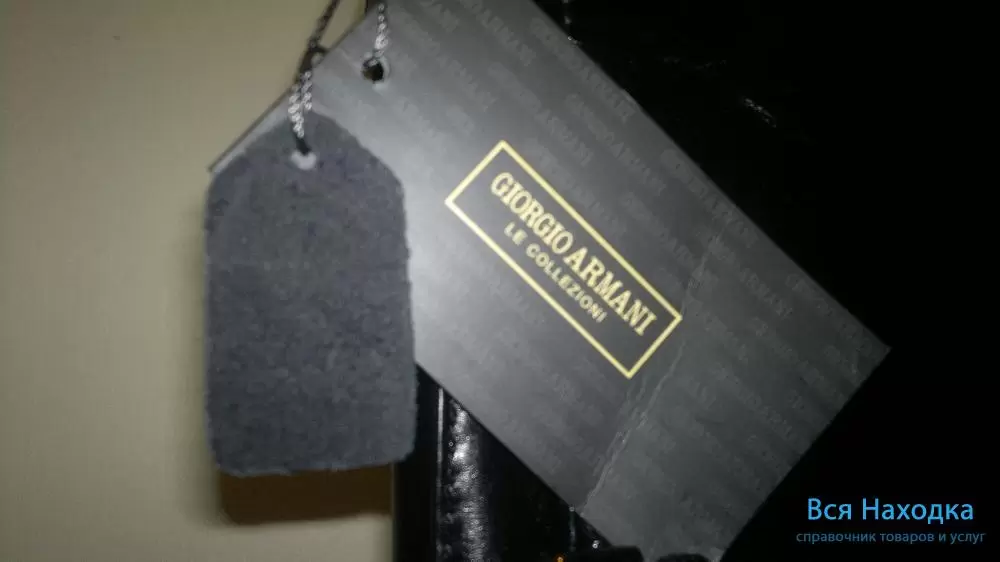 GIORGIO ARMANI
LE COLLEZIONI
Вся Находка
справочник товаров и услуг